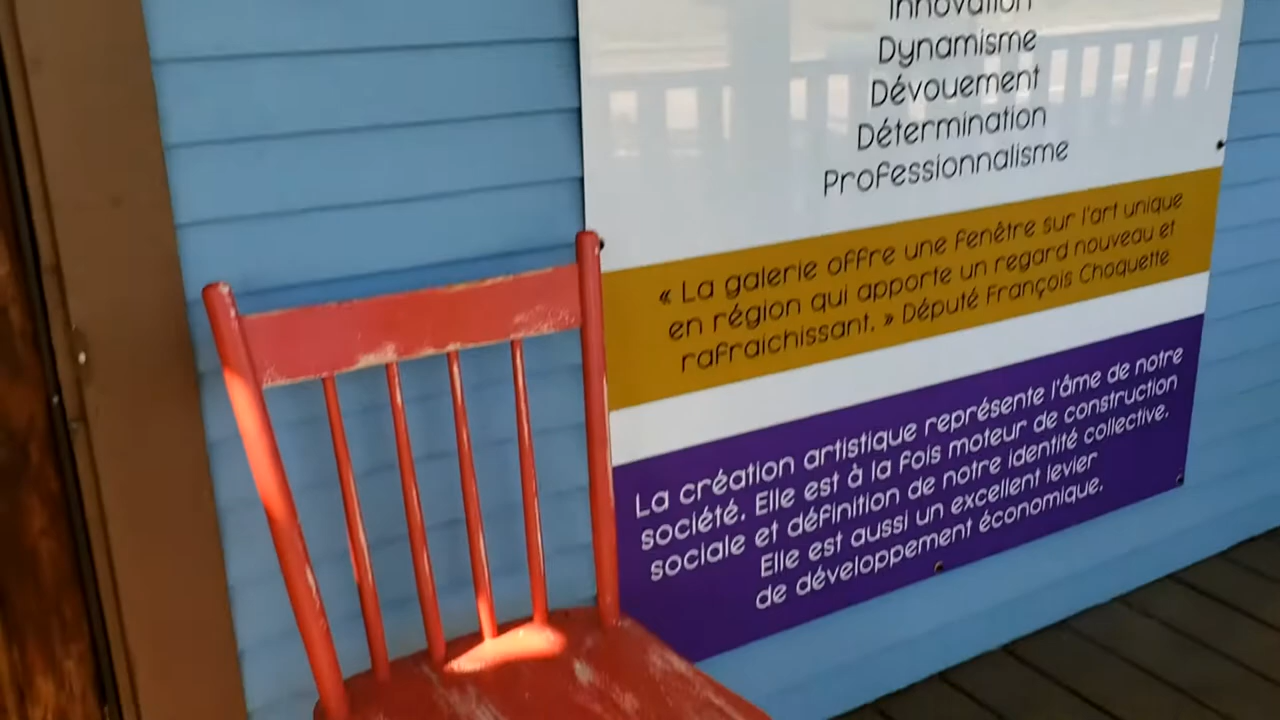 Innovation
Dynamisme
Dévouement
Détermination
Professionnalisme
« La galerie offre une fenêtre sur l'art unique
en région qui apporte un regard nouveau et
rafraichissant. » Député François Choquette
La création artistique représente l'âme de notre
société. Elle est à la fois moteur de construction
sociale et définition de notre identité collective.
Elle est aussi un excellent levier
de développement économique.